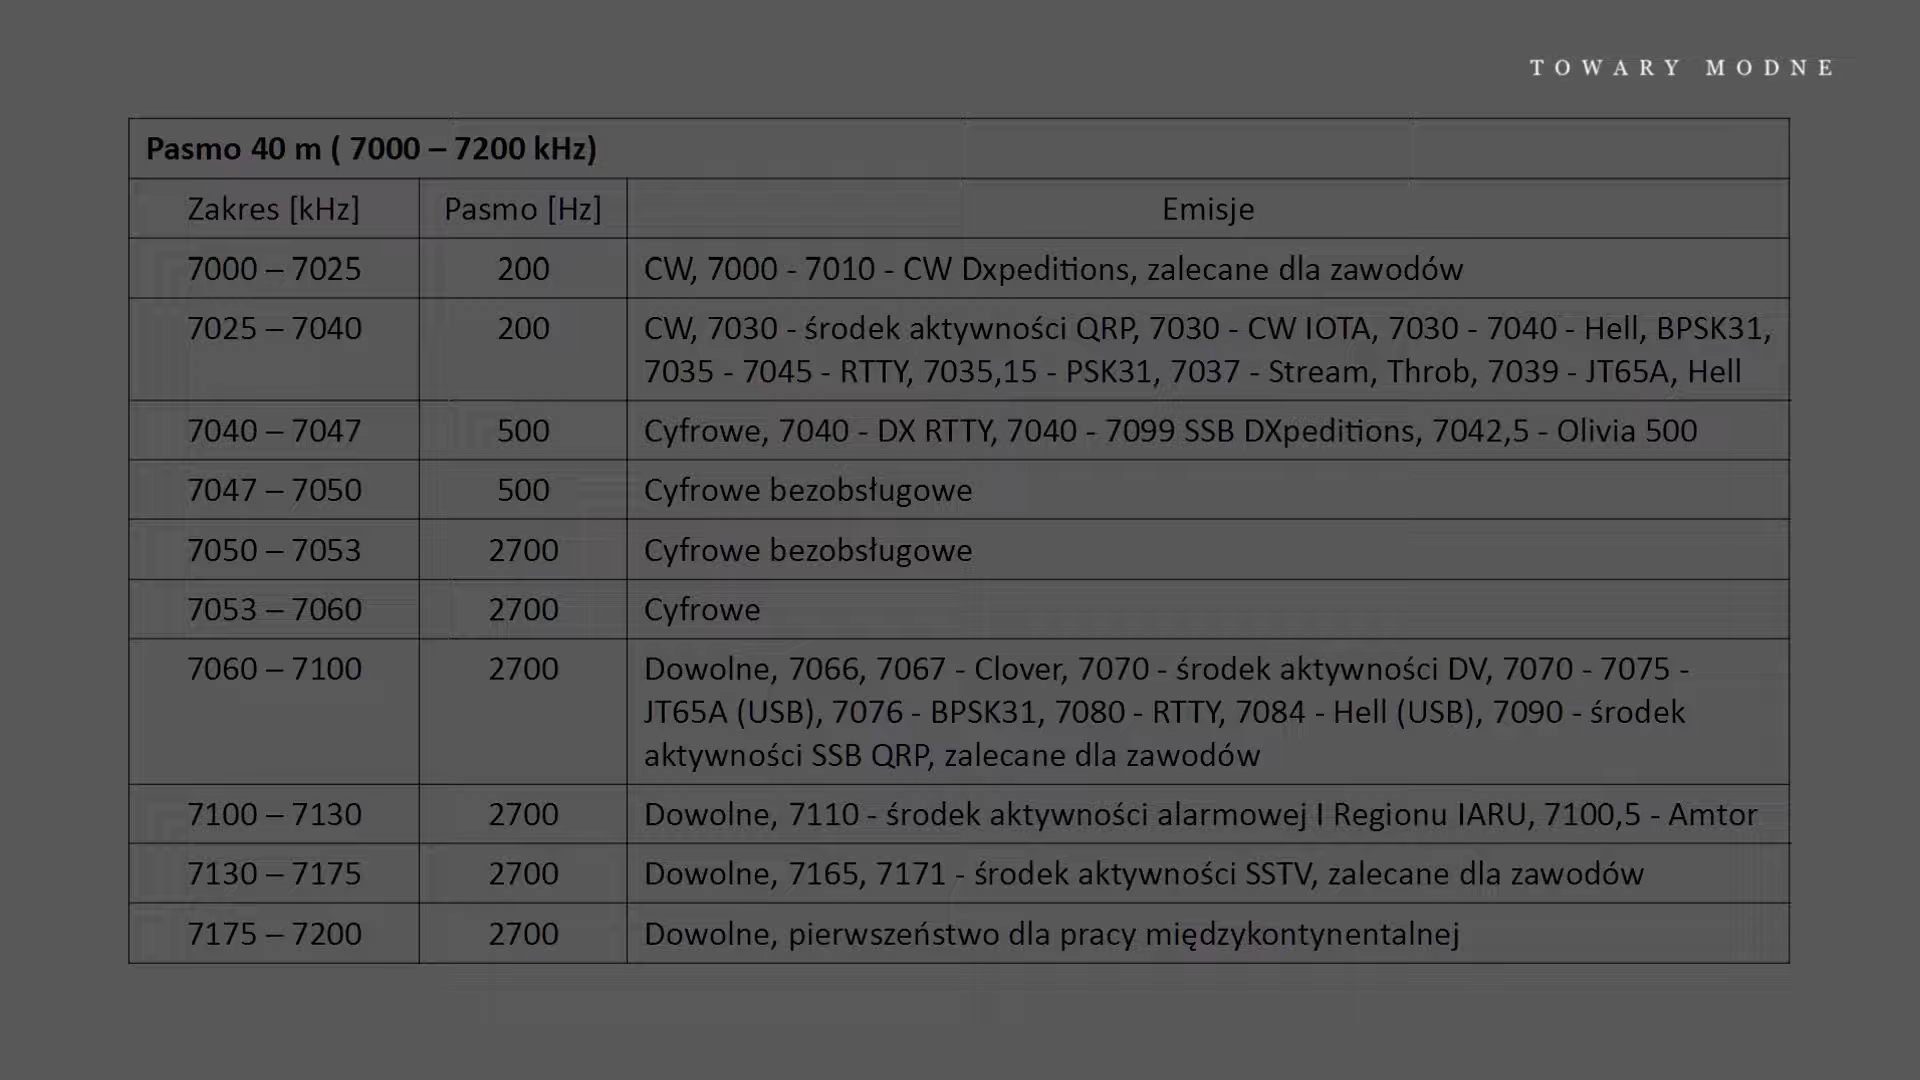 TOWARY MODNE
Pasmo 40 m ( 7000 – 7200 kHz)
Zakres [kHz] Pasmo [Hz] Emisje
7000 – 7025 200 CW, 7000 - 7010 - CW Dxpeditions, zalecane dla zawodów
7025 – 7040 200 CW, 7030 - środek aktywności QRP, 7030 - CW IOTA, 7030 - 7040 - Hell, BPSK31,
7035 - 7045 - RTTY, 7035,15 - PSK31, 7037 - Stream, Throb, 7039 - JT65A, Hell
7040 – 7047 500 Cyfrowe, 7040 - DX RTTY, 7040 - 7099 SSB DXpeditions, 7042,5 - Olivia 500
7047 – 7050 500 Cyfrowe bezobsługowe
7050 – 7053 2700 Cyfrowe bezobsługowe
7053 – 7060 2700 Cyfrowe
7060 – 7100 2700 Dowolne, 7066, 7067 - Clover, 7070 - środek aktywności DV, 7070 - 7075 -
JT65A (USB), 7076 - BPSK31, 7080 - RTTY, 7084 - Hell (USB), 7090 - środek
aktywności SSB QRP, zalecane dla zawodów
7100 – 7130 2700 Dowolne, 7110 - środek aktywności alarmowej I Regionu IARU, 7100,5 - Amtor
7130 – 7175 2700 Dowolne, 7165, 7171 - środek aktywności SSTV, zalecane dla zawodów
7175 – 7200 2700 Dowolne, pierwszeństwo dla pracy międzykontynentalnej